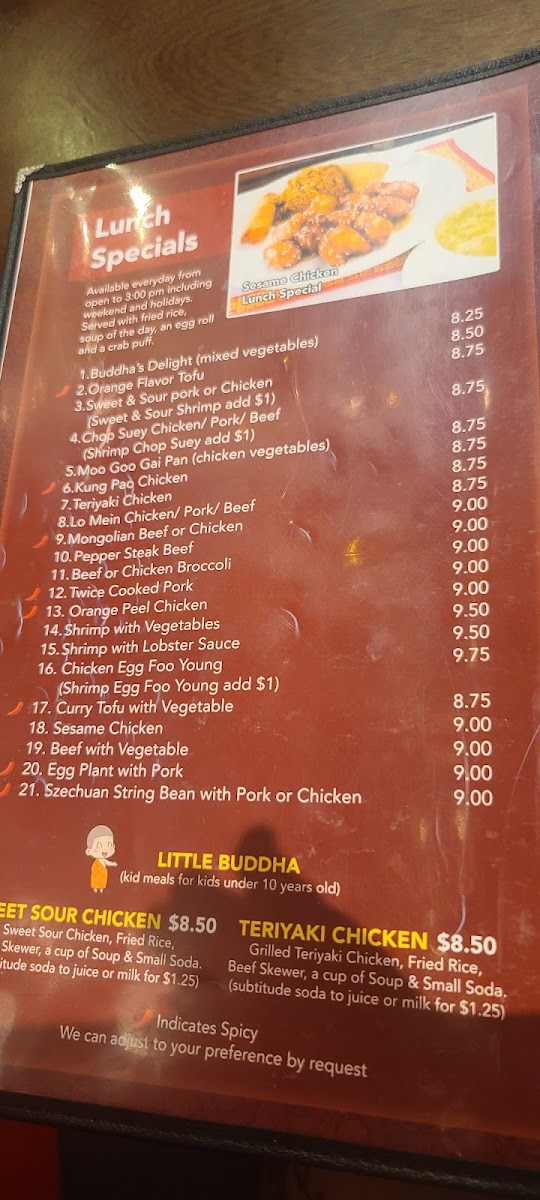 Lunch
Specials
Available everyday from
open to 3:00 pm including
weekend and holidays.
Served with fried rice,
soup of the day, an egg roll
and a crab puff.
Sesame Chicken
Lunch Special
1.Buddha's Delight (mixed vegetables) 8.25
2.Orange Flavor Tofu 8.50
3.Sweet & Sour pork or Chicken 8.75
(Sweet & Sour Shrimp add $1)
4.Chop Suey Chicken/ Pork/ Beef 8.75
(Shrimp Chop Suey add $1)
5.Moo Goo Gai Pan (chicken vegetables) 8.75
6.Kung Pao Chicken 8.75
7.Teriyaki Chicken 8.75
8.Lo Mein Chicken/ Pork/ Beef 8.75
9.Mongolian Beef or Chicken 9.00
10.Pepper Steak Beef 9.00
11.Beef or Chicken Broccoli 9.00
12. Twice Cooked Pork 9.00
13. Orange Peel Chicken 9.00
14.Shrimp with Vegetables 9.50
15.Shrimp with Lobster Sauce 9.50
16. Chicken Egg Foo Young 9.75
(Shrimp Egg Foo Young add $1)
17. Curry Tofu with Vegetable 8.75
18. Sesame Chicken 9.00
19. Beef with Vegetable 9.00
20. Egg Plant with Pork 9.00
21. Szechuan String Bean with Pork or Chicken 9.00
LITTLE BUDDHA
(kid meals for kids under 10 years old)
EET SOUR CHICKEN $8.50
Sweet Sour Chicken, Fried Rice,
Skewer, a cup of Soup & Small Soda.
titude soda to juice or milk for $1.25)
TERIYAKI CHICKEN $8.50
Grilled Teriyaki Chicken, Fried Rice,
Beef Skewer, a cup of Soup & Small Soda.
(subtitude soda to juice or milk for $1.25)
Indicates Spicy
We can adjust to your preference by request